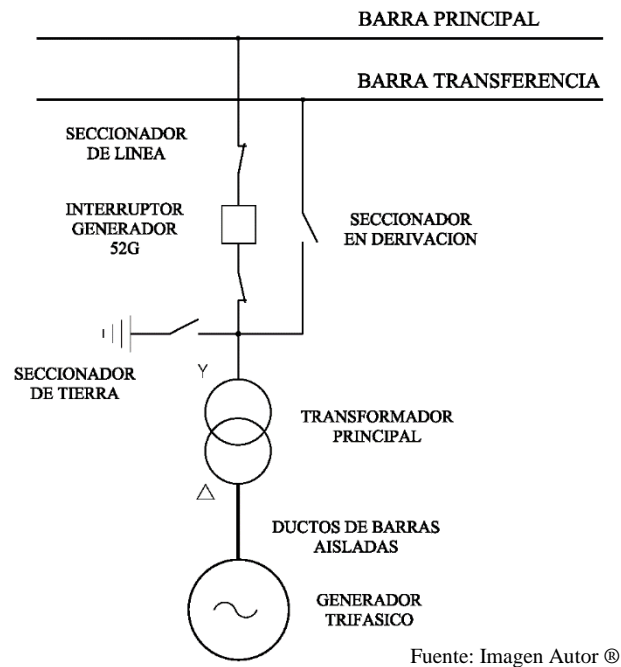 BARRA PRINCIPAL
BARRA TRANSFERENCIA
SECCIONADOR
DE LINEA
INTERRUPTOR
GENERADOR
52G
SECCIONADOR
EN DERIVACION
SECCIONADOR
DE TIERRA
Y
TRANSFORMADOR
PRINCIPAL
△
DUCTOS DE BARRAS
AISLADAS
GENERADOR
TRIFASICO
Fuente: Imagen Autor ®